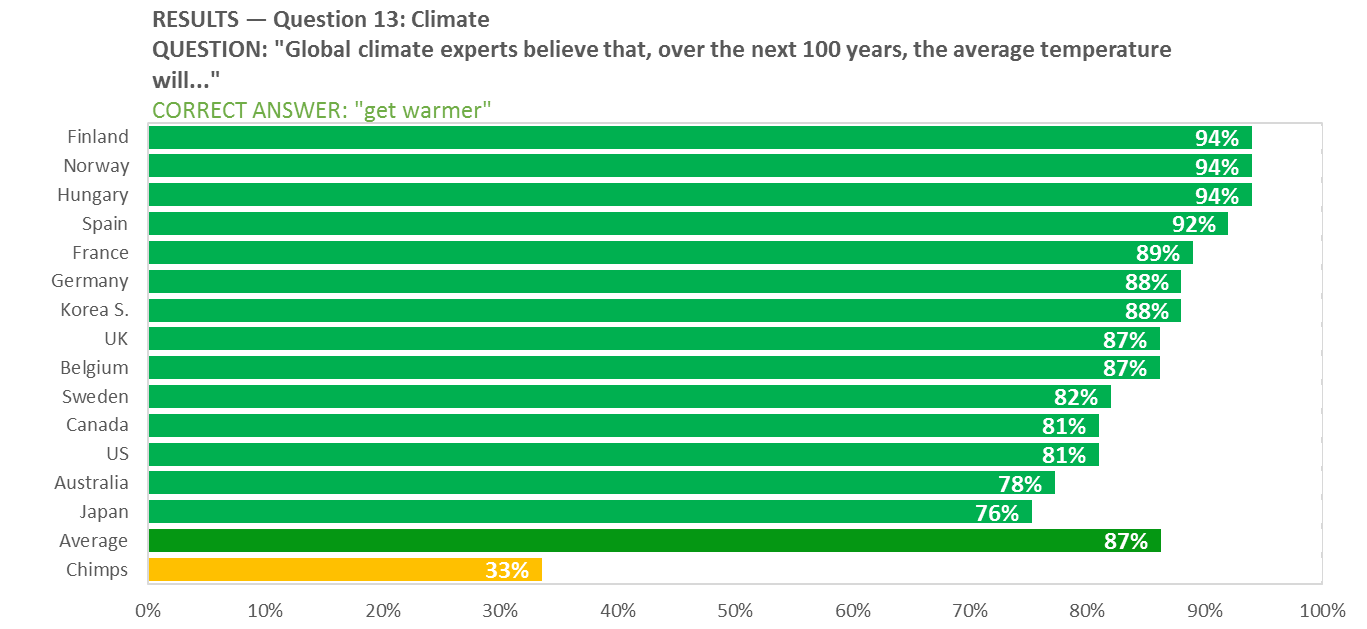 RESULTS — Question 13: Climate
QUESTION: "Global climate experts believe that, over the next 100 years, the average temperature
will..."
CORRECT ANSWER: "get warmer"
Finland 94%
Norway 94%
Hungary 94%
Spain 92%
France 89%
Germany 88%
Korea S. 88%
UK 87%
Belgium 87%
Sweden 82%
Canada 81%
US 81%
Australia 78%
Japan 76%
Average 87%
Chimps 33%
0% 10% 20% 30% 40% 50% 60% 70% 80% 90% 100%